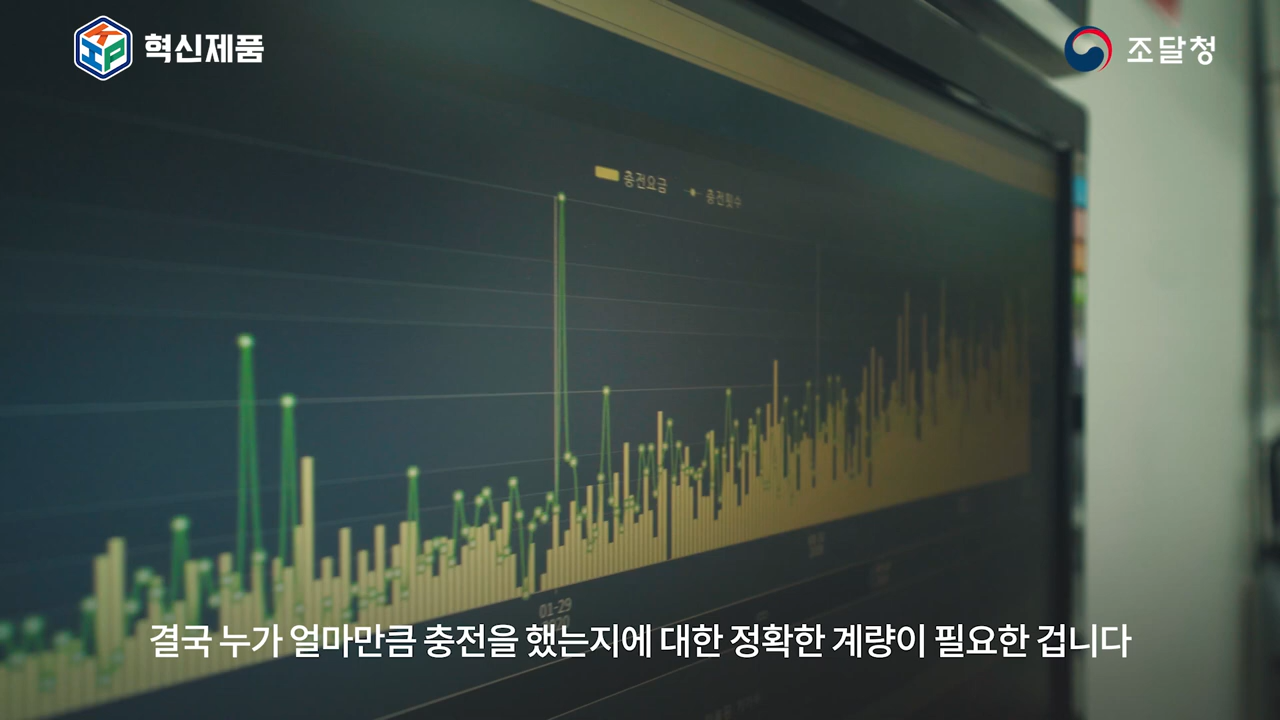 혁신제품
조달청
충전요금
충전횟수
01-29
결국 누가 얼마만큼 충전을 했는지에 대한 정확한 계량이 필요한 겁니다